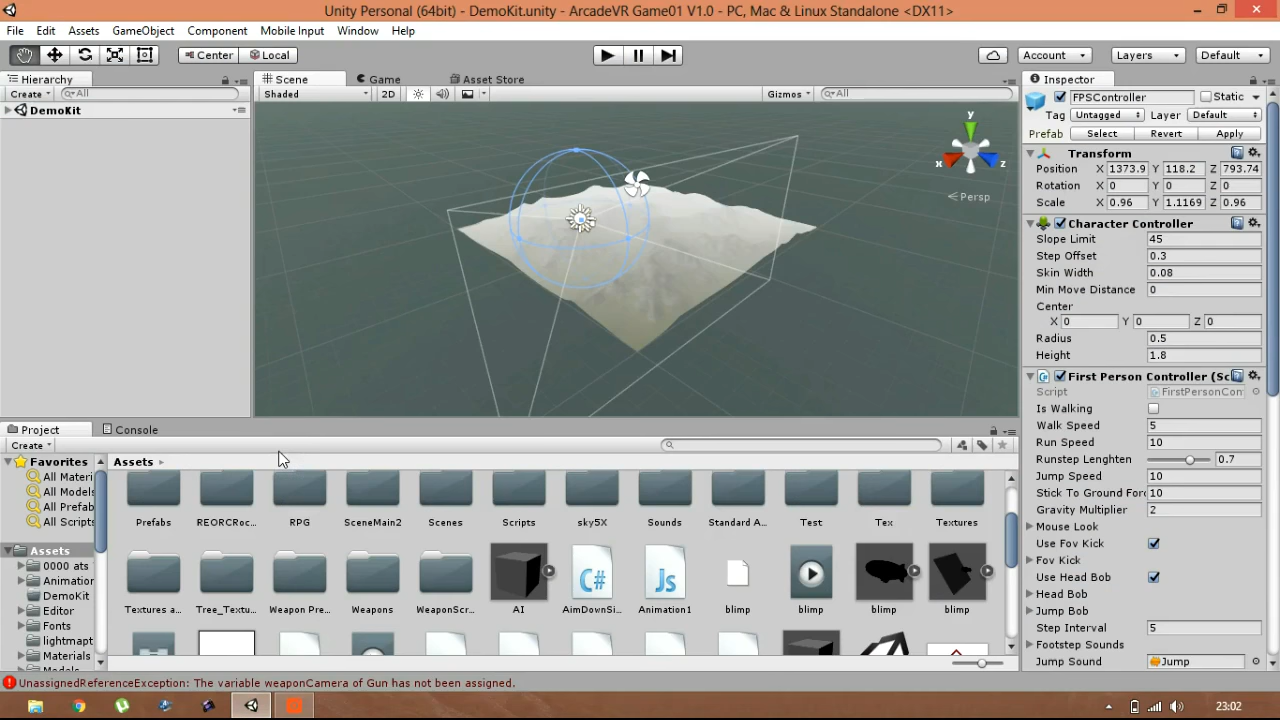 Unity Personal (64bit) - DemoKit.unity - ArcadeVR Game01 V1.0 - PC, Mac & Linux Standalone <DX11>
File Edit Assets GameObject Component Mobile Input Window Help
Center Local Account Layers Default
Hierarchy
Create All
DemoKit
Scene Game Asset Store
Shaded 2D Gizmos All
y
x z
Persp
Inspector
FPSController Static
Tag Untagged Layer Default
Prefab Select Revert Apply
Transform
Position X 1373.9 Y 118.2 Z 793.74
Rotation X 0 Y 0 Z 0
Scale X 0.96 Y 1.1169 Z 0.96
Character Controller
Slope Limit 45
Step Offset 0.3
Skin Width 0.08
Min Move Distance 0
Center
X 0 Y 0 Z 0
Radius 0.5
Height 1.8
C# First Person Controller (Sc
Script FirstPersonCon
Is Walking
Walk Speed 5
Run Speed 10
Runstep Lenghten 0.7
Jump Speed 10
Stick To Ground Forc 10
Gravity Multiplier 2
Mouse Look
Use Fov Kick
Fov Kick
Use Head Bob
Head Bob
Jump Bob
Step Interval 5
Footstep Sounds
Jump Sound Jump
Project Console
Create
Favorites
All Materi
All Models
All Prefab
All Scripts
Assets
0000 ats
Animation
DemoKit
Editor
Fonts
lightmapt
Materials
Models
Assets
Prefabs REORCRoc... RPG SceneMain2 Scenes Scripts sky5X Sounds Standard A... Test Tex Textures
C# Js
Textures a... Tree_Textu... Weapon Pre... Weapons WeaponScr... AI AimDownSi... Animation1 blimp blimp blimp blimp
UnassignedReferenceException: The variable weaponCamera of Gun has not been assigned.
23:02